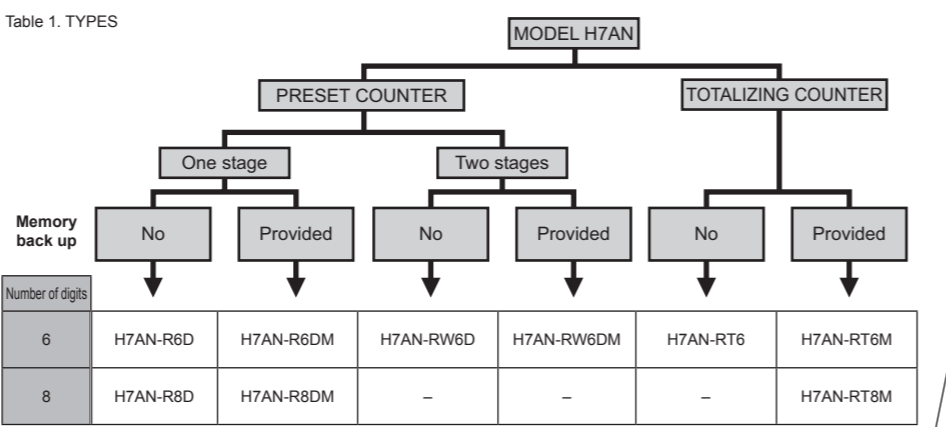 Table 1. TYPES
MODEL H7AN
PRESET COUNTER
TOTALIZING COUNTER
One stage
Two stages
Memory
back up
No
Provided
No
Provided
No
Provided
Number of digits
6 H7AN-R6D H7AN-R6DM H7AN-RW6D H7AN-RW6DM H7AN-RT6 H7AN-RT6M
8 H7AN-R8D H7AN-R8DM – – – H7AN-RT8M